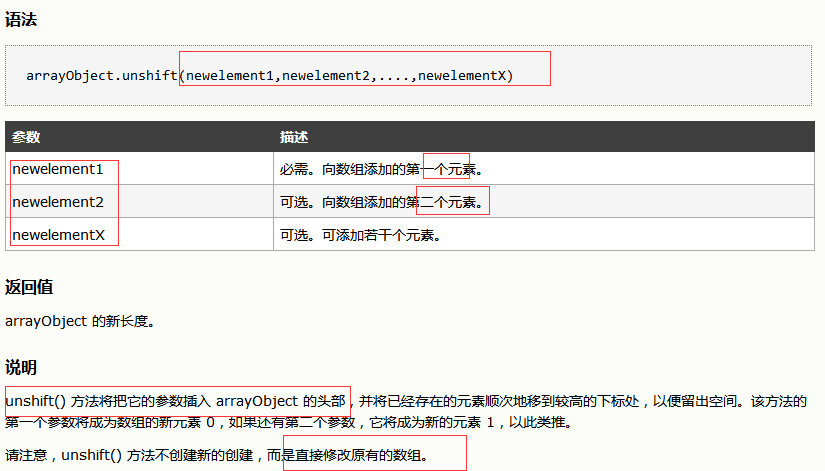 语法
arrayObject.unshift(newelement1,newelement2,....,newelementX)
参数 描述
newelement1 必需。向数组添加的第一个元素。
newelement2 可选。向数组添加的第二个元素。
newelementX 可选。可添加若干个元素。
返回值
arrayObject 的新长度。
说明
unshift() 方法将把它的参数插入 arrayObject 的头部，并将已经存在的元素顺次地移到较高的下标处，以便留出空间。该方法的
第一个参数将成为数组的新元素 0，如果还有第二个参数，它将成为新的元素 1，以此类推。
请注意，unshift() 方法不创建新的创建，而是直接修改原有的数组。